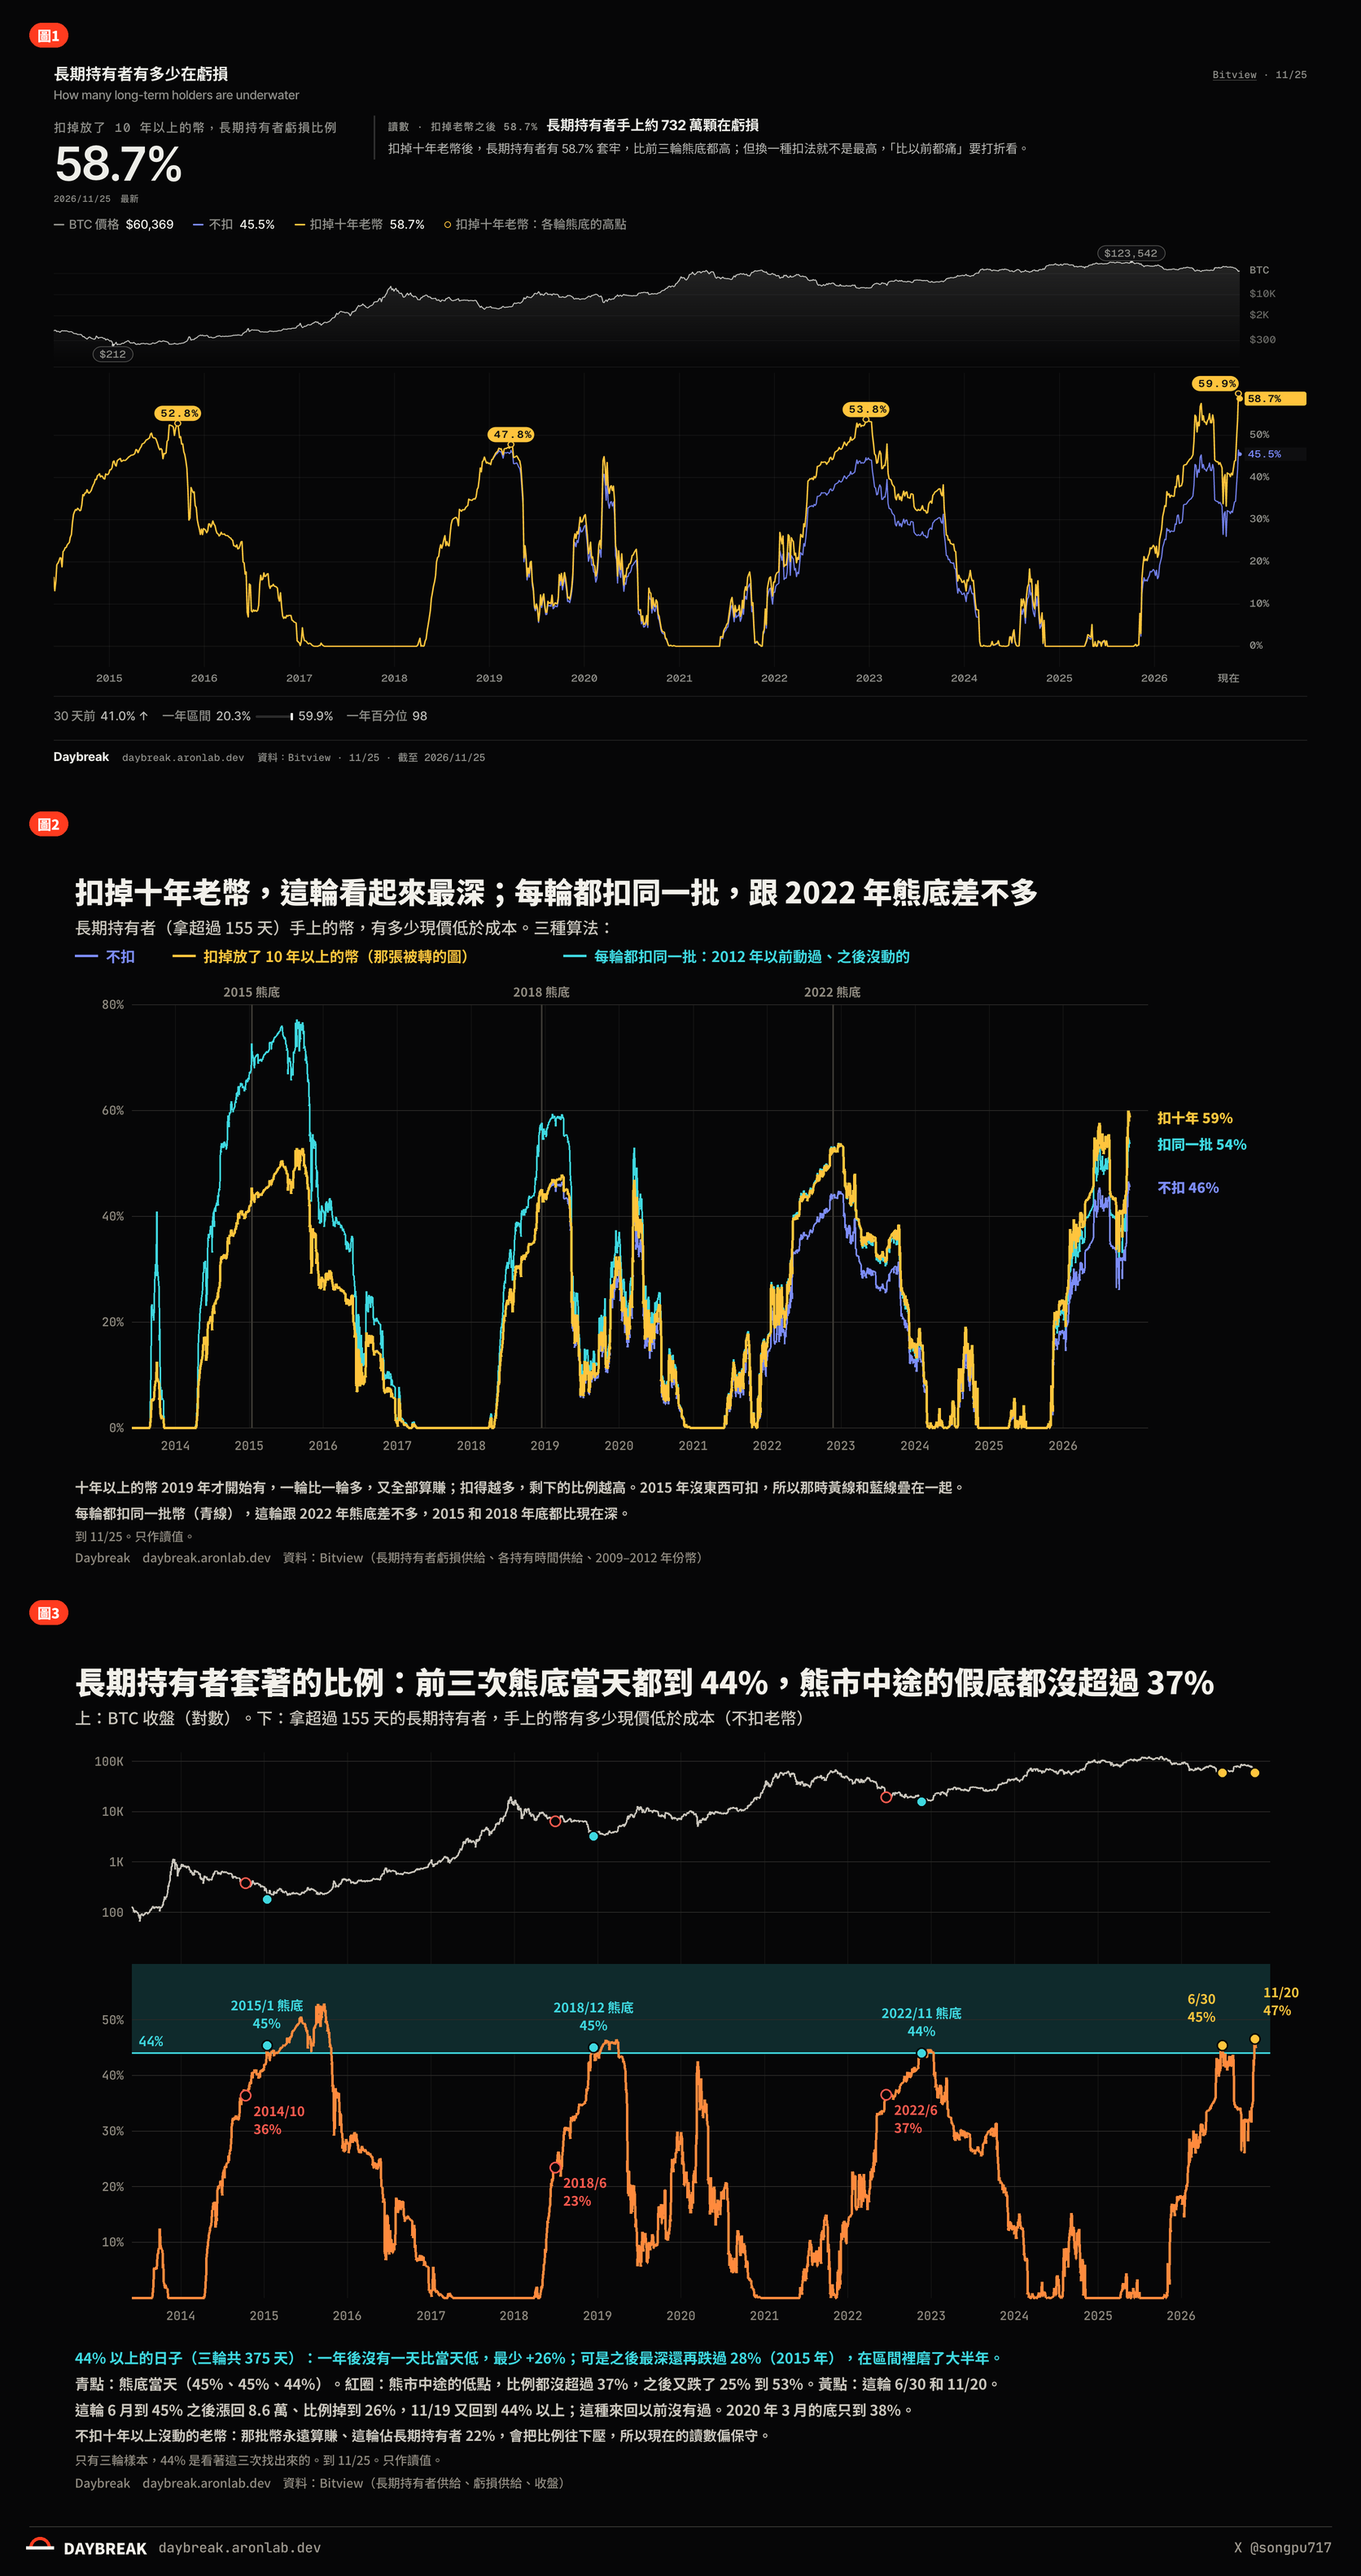 圖1
長期持有者有多少在虧損
Bitview · 11/25
How many long-term holders are underwater
扣掉放了 10 年以上的幣，長期持有者虧損比例
58.7%
2026/11/25 最新
讀數 · 扣掉老幣之後 58.7% 長期持有者手上約 732 萬顆在虧損
扣掉十年老幣後，長期持有者有 58.7% 套牢，比前三輪熊底都高；但換一種扣法就不是最高，「比以前都痛」要打折看。
BTC 價格 $60,369 不扣 45.5% 扣掉十年老幣 58.7% 扣掉十年老幣：各輪熊底的高點
$123,542
BTC
$10K
$2K
$300
$212
59.9%
58.7%
52.8%
53.8%
47.8%
50%
45.5%
40%
30%
20%
10%
0%
2015 2016 2017 2018 2019 2020 2021 2022 2023 2024 2025 2026 現在
30 天前 41.0% ↑ 一年區間 20.3% 59.9% 一年百分位 98
Daybreak daybreak.aronlab.dev 資料：Bitview · 11/25 · 截至 2026/11/25
圖2
扣掉十年老幣，這輪看起來最深；每輪都扣同一批，跟 2022 年熊底差不多
長期持有者（拿超過 155 天）手上的幣，有多少現價低於成本。三種算法：
不扣 扣掉放了 10 年以上的幣（那張被轉的圖） 每輪都扣同一批：2012 年以前動過、之後沒動的
2015 熊底 2018 熊底 2022 熊底
80%
60%
扣十年 59%
扣同一批 54%
不扣 46%
40%
20%
0%
2014 2015 2016 2017 2018 2019 2020 2021 2022 2023 2024 2025 2026
十年以上的幣 2019 年才開始有，一輪比一輪多，又全部算賺；扣得越多，剩下的比例越高。2015 年沒東西可扣，所以那時黃線和藍線疊在一起。
每輪都扣同一批幣（青線），這輪跟 2022 年熊底差不多，2015 和 2018 年底都比現在深。
到 11/25。只作讀值。
Daybreak daybreak.aronlab.dev 資料：Bitview（長期持有者虧損供給、各持有時間供給、2009–2012 年份幣）
圖3
長期持有者套著的比例：前三次熊底當天都到 44%，熊市中途的假底都沒超過 37%
上：BTC 收盤（對數）。下：拿超過 155 天的長期持有者，手上的幣有多少現價低於成本（不扣老幣）
100K
10K
1K
100
2015/1 熊底
45%
2018/12 熊底
45%
2022/11 熊底
44%
6/30
45%
11/20
47%
50%
44%
40%
2014/10
36%
2022/6
37%
30%
20%
2018/6
23%
10%
2014 2015 2016 2017 2018 2019 2020 2021 2022 2023 2024 2025 2026
44% 以上的日子（三輪共 375 天）：一年後沒有一天比當天低，最少 +26%；可是之後最深還再跌過 28%（2015 年），在區間裡磨了大半年。
青點：熊底當天（45%、45%、44%）。紅圈：熊市中途的低點，比例都沒超過 37%，之後又跌了 25% 到 53%。黃點：這輪 6/30 和 11/20。
這輪 6 月到 45% 之後漲回 8.6 萬、比例掉到 26%，11/19 又回到 44% 以上；這種來回以前沒有過。2020 年 3 月的底只到 38%。
不扣十年以上沒動的老幣：那批幣永遠算賺、這輪佔長期持有者 22%，會把比例往下壓，所以現在的讀數偏保守。
只有三輪樣本，44% 是看著這三次找出來的。到 11/25。只作讀值。
Daybreak daybreak.aronlab.dev 資料：Bitview（長期持有者供給、虧損供給、收盤）
DAYBREAK daybreak.aronlab.dev
X @songpu717